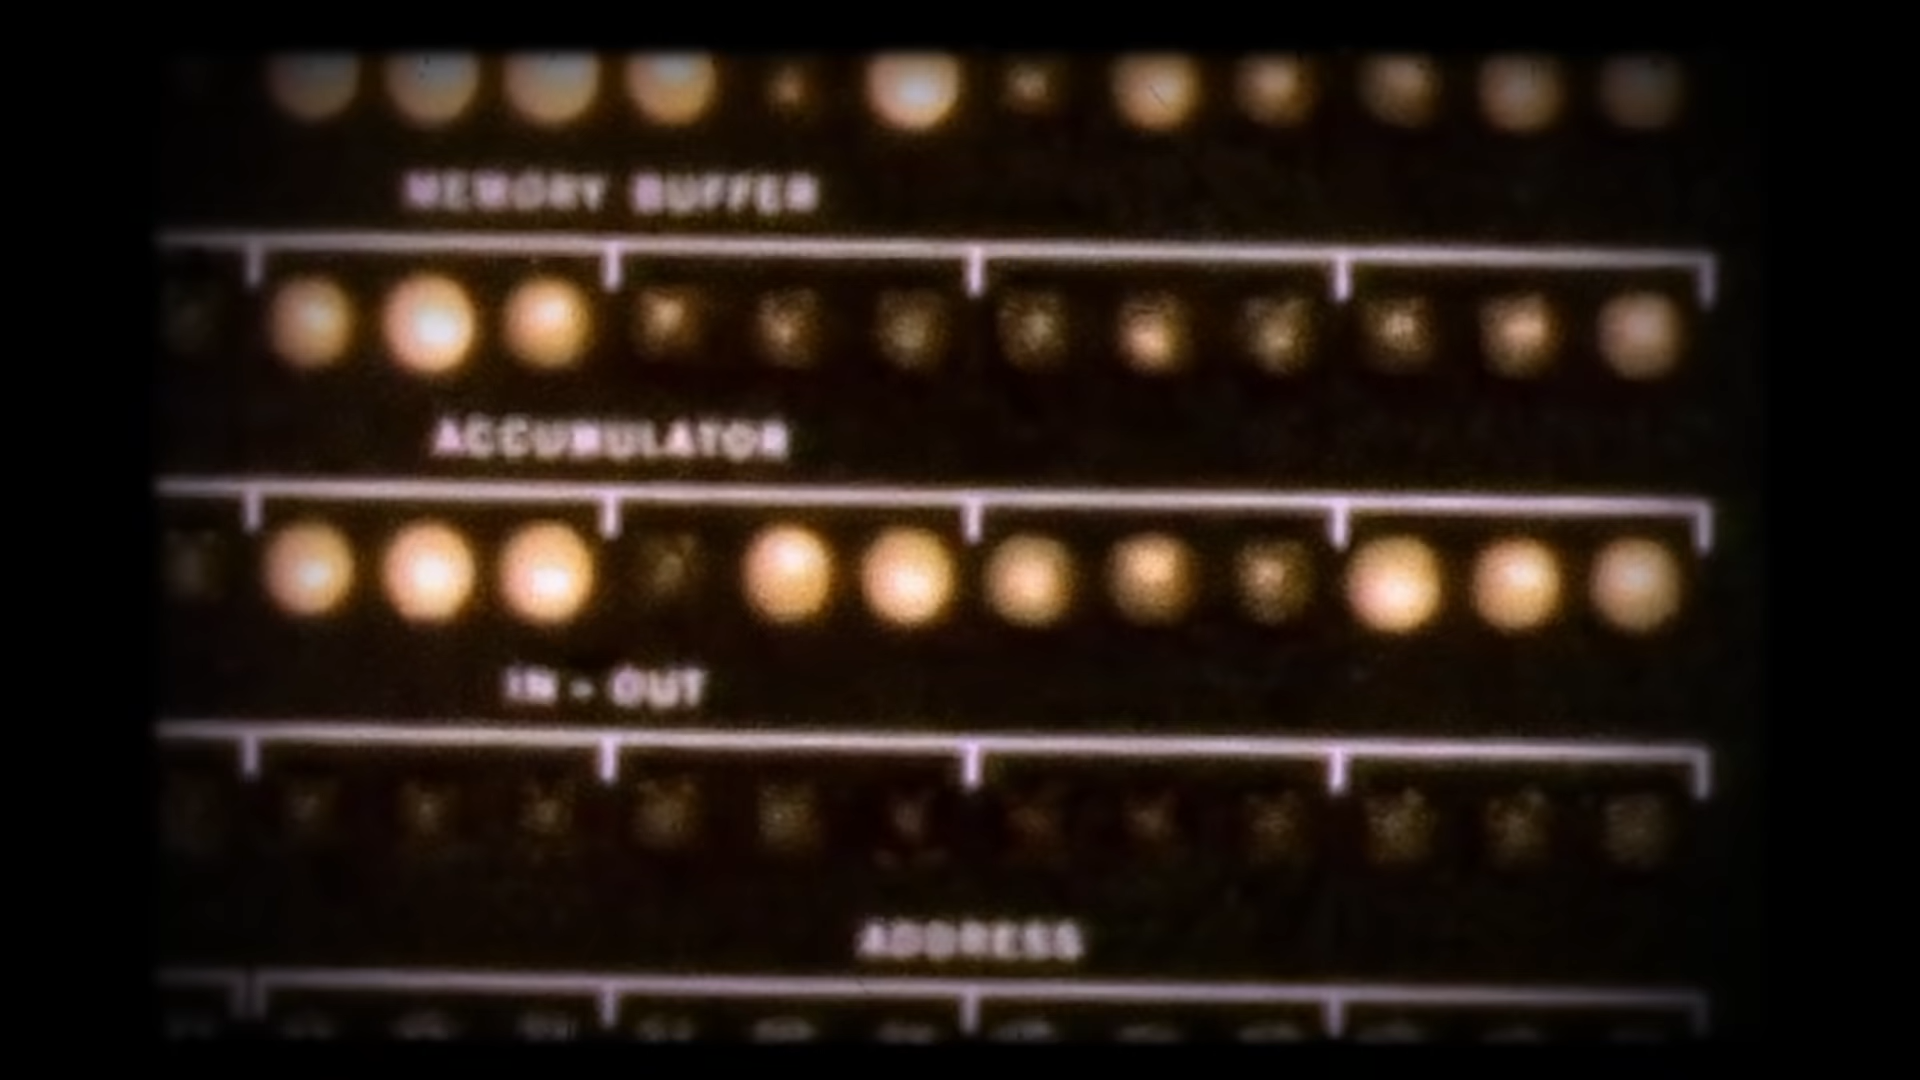 MEMORY BUFFER
ACCUMULATOR
IN - OUT
ADDRESS